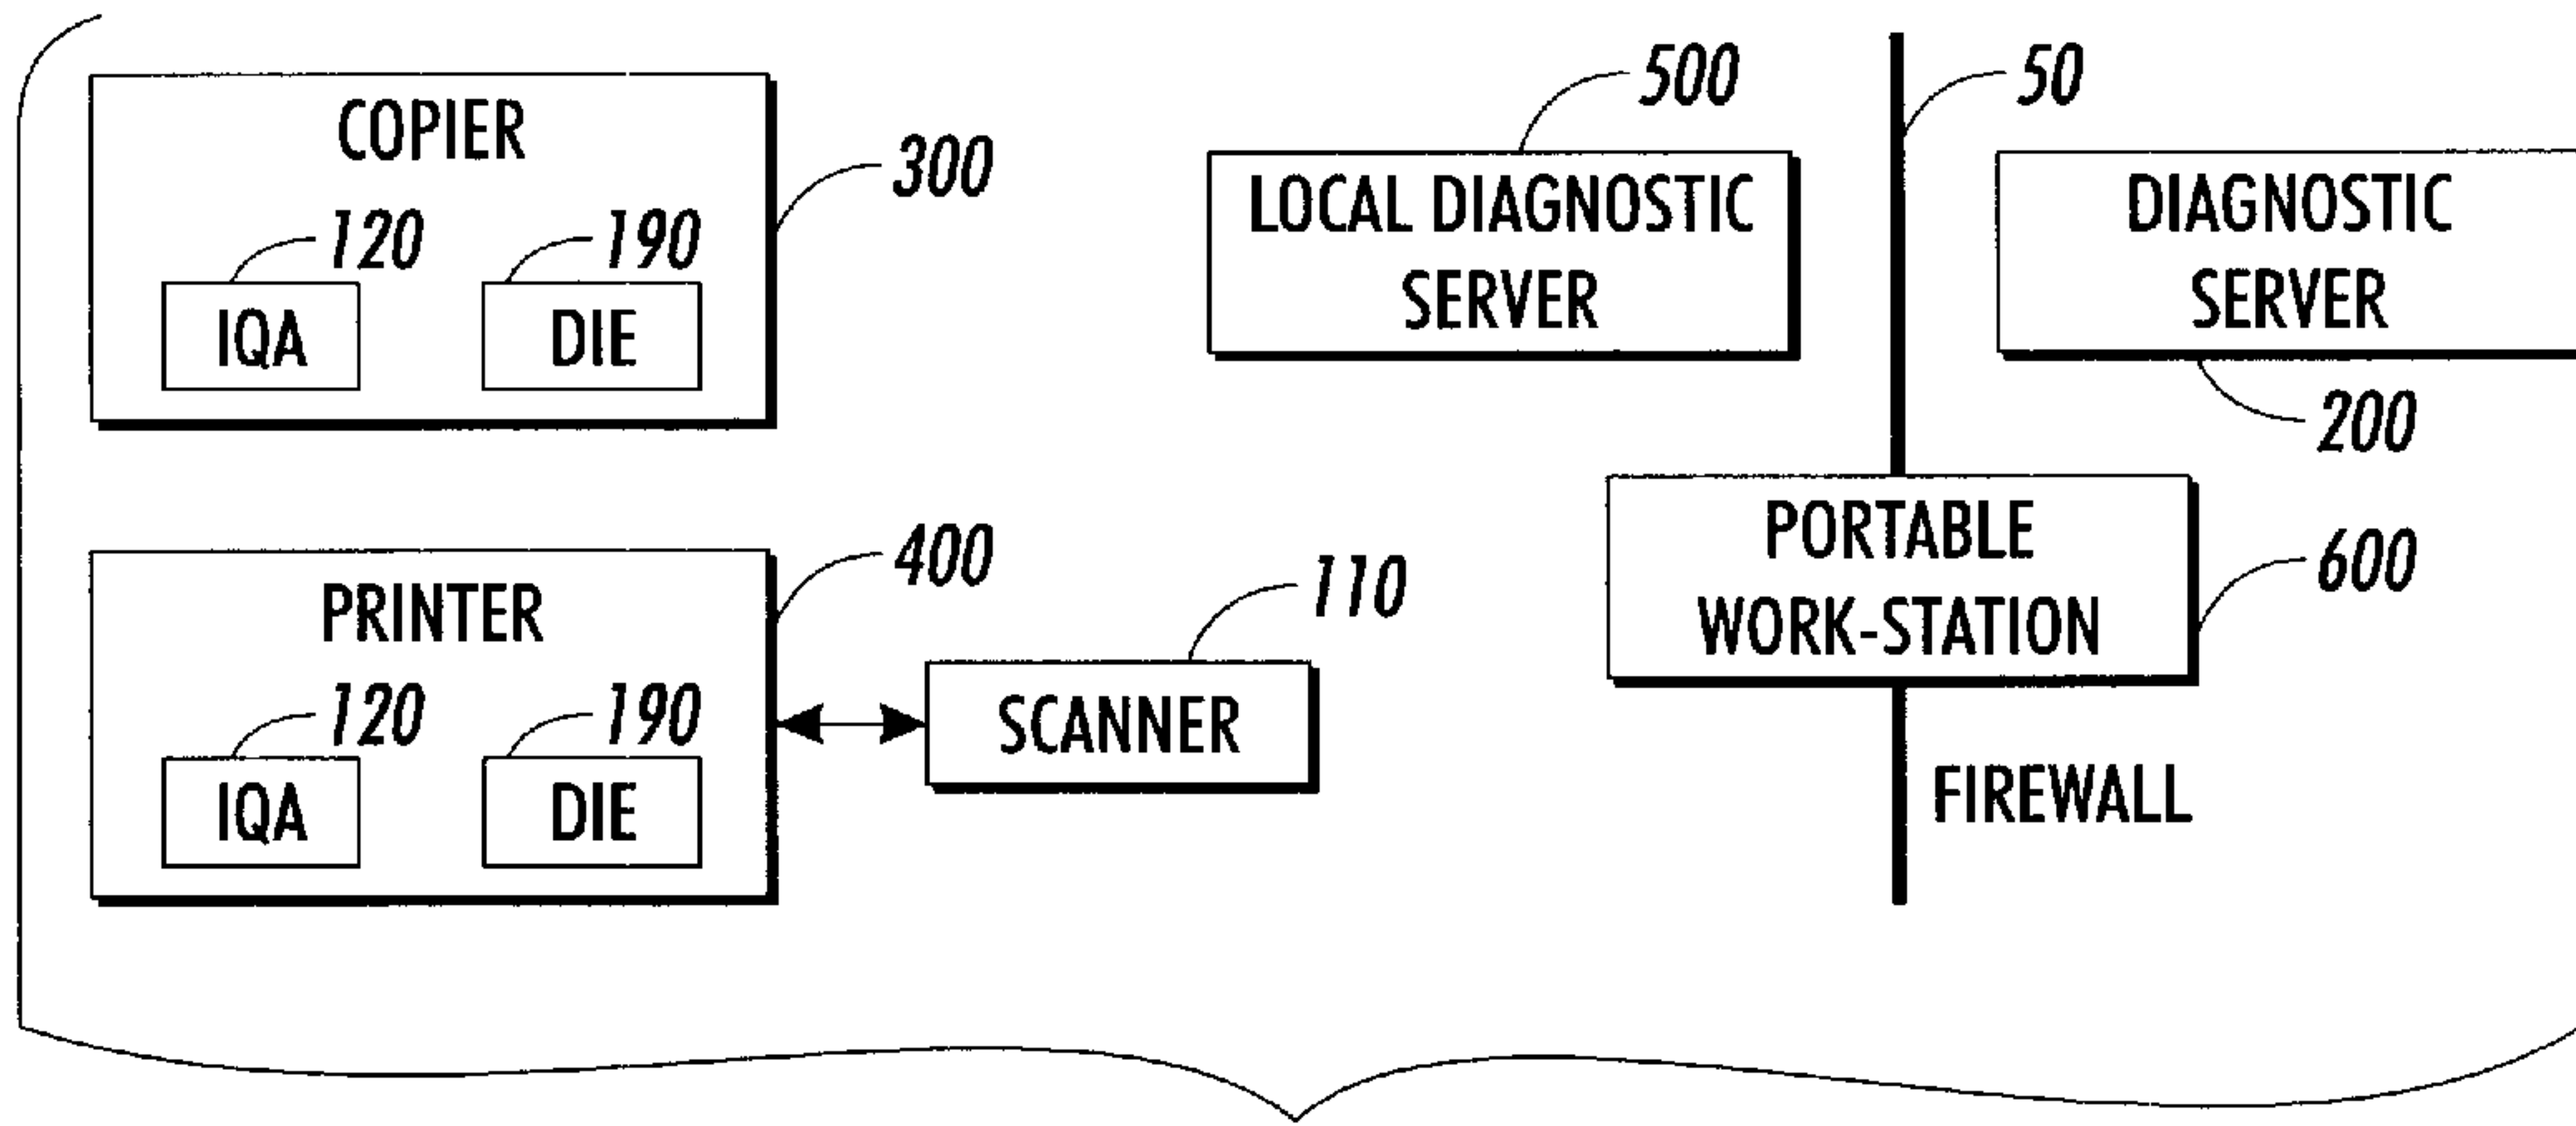 COPIER
300
120
190
IQA
DIE
500
LOCAL DIAGNOSTIC
SERVER
50
DIAGNOSTIC
SERVER
200
PRINTER
400
120
190
IQA
DIE
110
SCANNER
PORTABLE
WORK-STATION
600
FIREWALL